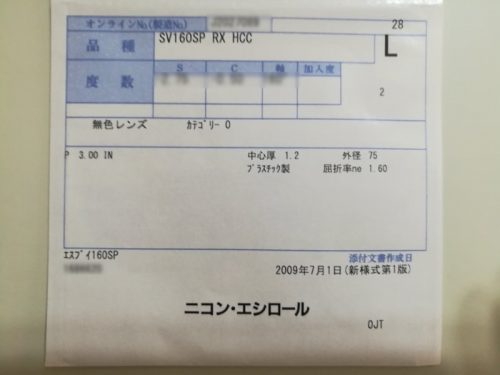 オンラインNo.(製造No.)
28
品種
SV160SP RX HCC
L
度数
S
C
軸
加入度
2
無色レンズ ｶﾃｺﾞﾘｰ 0
P 3.00 IN
中心厚 1.2 外径 75
ﾌﾟﾗｽﾁｯｸ製 屈折率ne 1.60
ｴｽﾌﾞｲ160SP
添付文書作成日
2009年7月1日(新様式第1版)
ニコン・エシロール
0JT